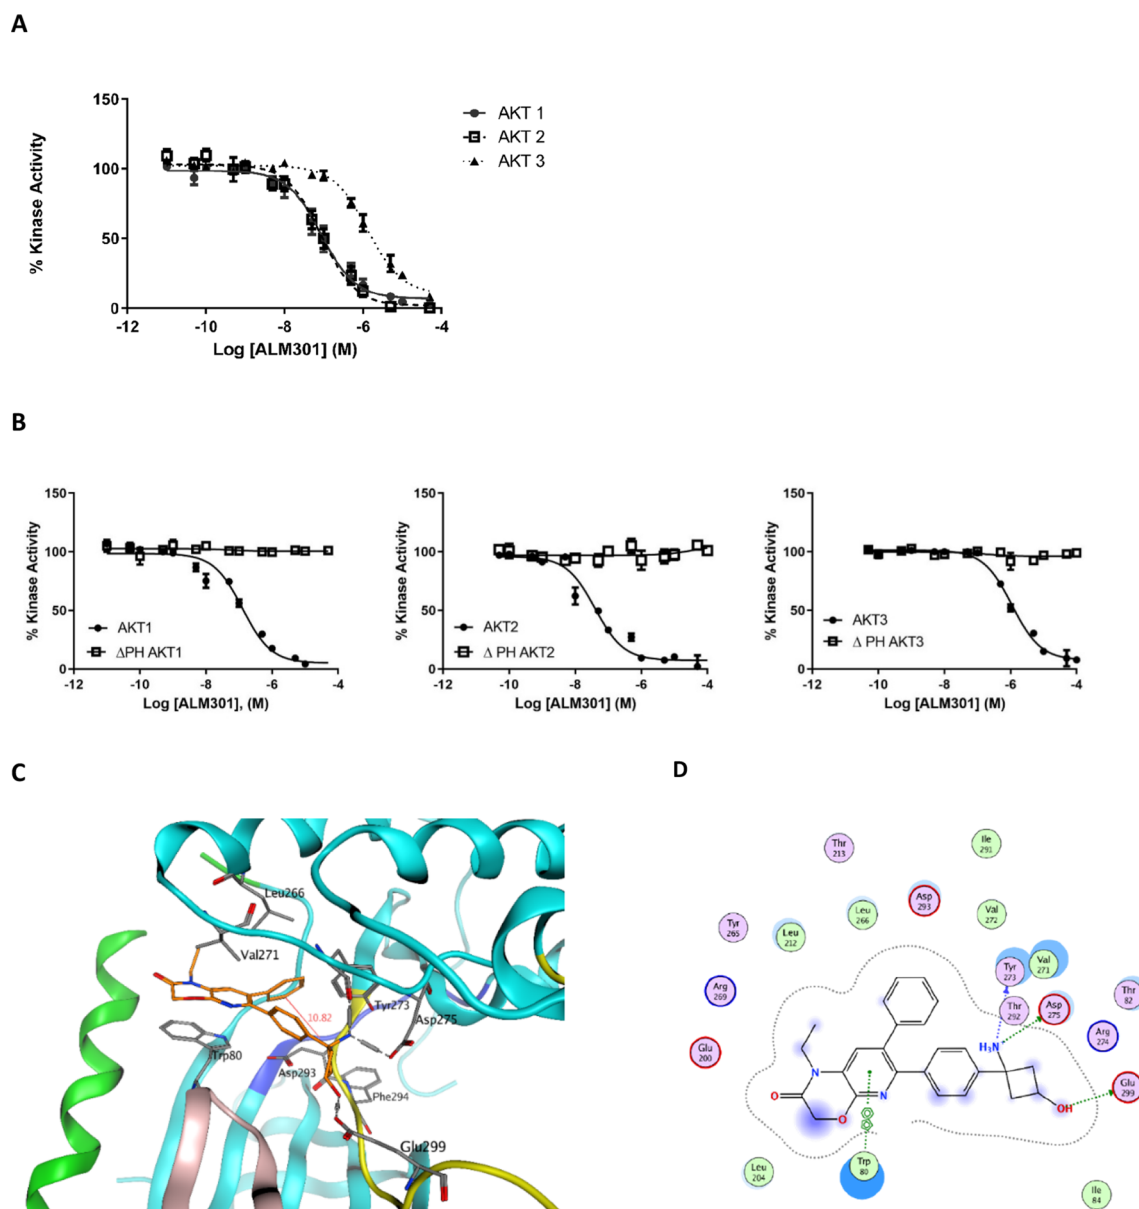 A
150
100
50
0
% Kinase Activity
-12
-10
-8
-6
-4
Log [ALM301] (M)
AKT 1
AKT 2
AKT 3
B
150
100
50
0
% Kinase Activity
AKT1
ΔPH AKT1
-12
-10
-8
-6
-4
Log [ALM301], (M)
150
100
50
0
% Kinase Activity
AKT2
Δ PH AKT2
-12
-10
-8
-6
-4
Log [ALM301] (M)
150
100
50
0
% Kinase Activity
AKT3
Δ PH AKT3
-12
-10
-8
-6
-4
Log [ALM301] (M)
C
Leu266
Val271
Tyr273
10.82
Asp275
Trp80
Asp293
Phe294
Glu299
D
Thr
213
Ile
291
Asp
293
Leu
266
Val
272
Tyr
265
Leu
212
Tyr
273
Val
271
Arg
269
Thr
292
Asp
275
Thr
82
Arg
274
Glu
200
H₃N
Glu
299
N
O
O
N
OH
Trp
80
Leu
204
Ile
84